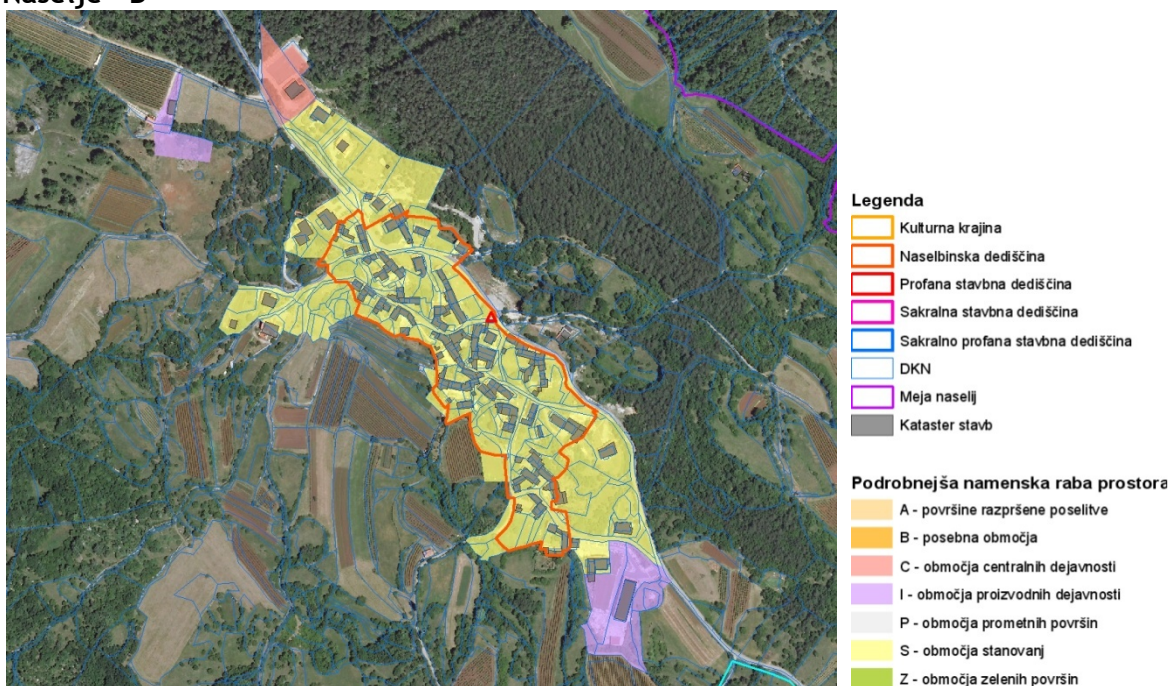 Naselje - B
Legenda
Kulturna krajina
Naselbinska dediščina
Profana stavbna dediščina
Sakralna stavbna dediščina
Sakralno profana stavbna dediščina
DKN
Meja naselij
Kataster stavb
Podrobnejša namenska raba prostora
A - površine razpršene poselitve
B - posebna območja
C - območja centralnih dejavnosti
I - območja proizvodnih dejavnosti
P - območja prometnih površin
S - območja stanovanj
Z - območja zelenih površin